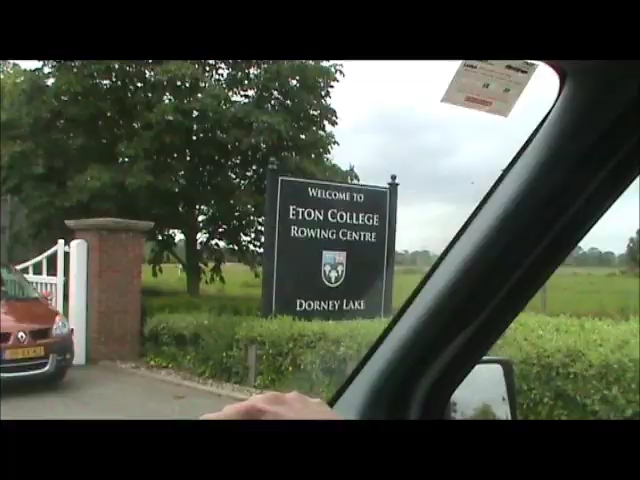 WELCOME TO
ETON COLLEGE
ROWING CENTRE
DORNEY LAKE